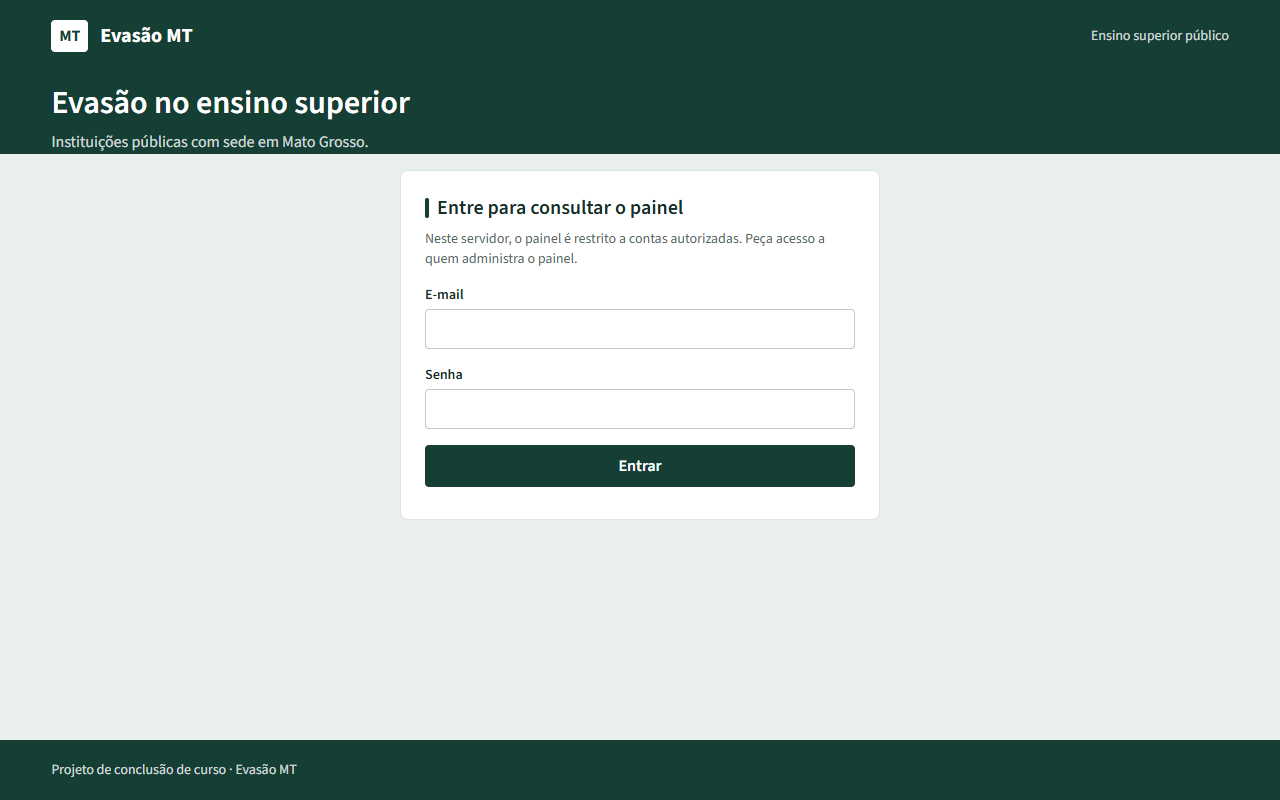 MT
Evasão MT
Ensino superior público
Evasão no ensino superior
Instituições públicas com sede em Mato Grosso.
Entre para consultar o painel
Neste servidor, o painel é restrito a contas autorizadas. Peça acesso a
quem administra o painel.
E-mail
Senha
Entrar
Projeto de conclusão de curso · Evasão MT